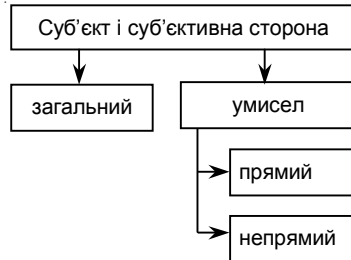 Суб’єкт і суб’єктивна сторона
загальний
умисел
прямий
непрямий